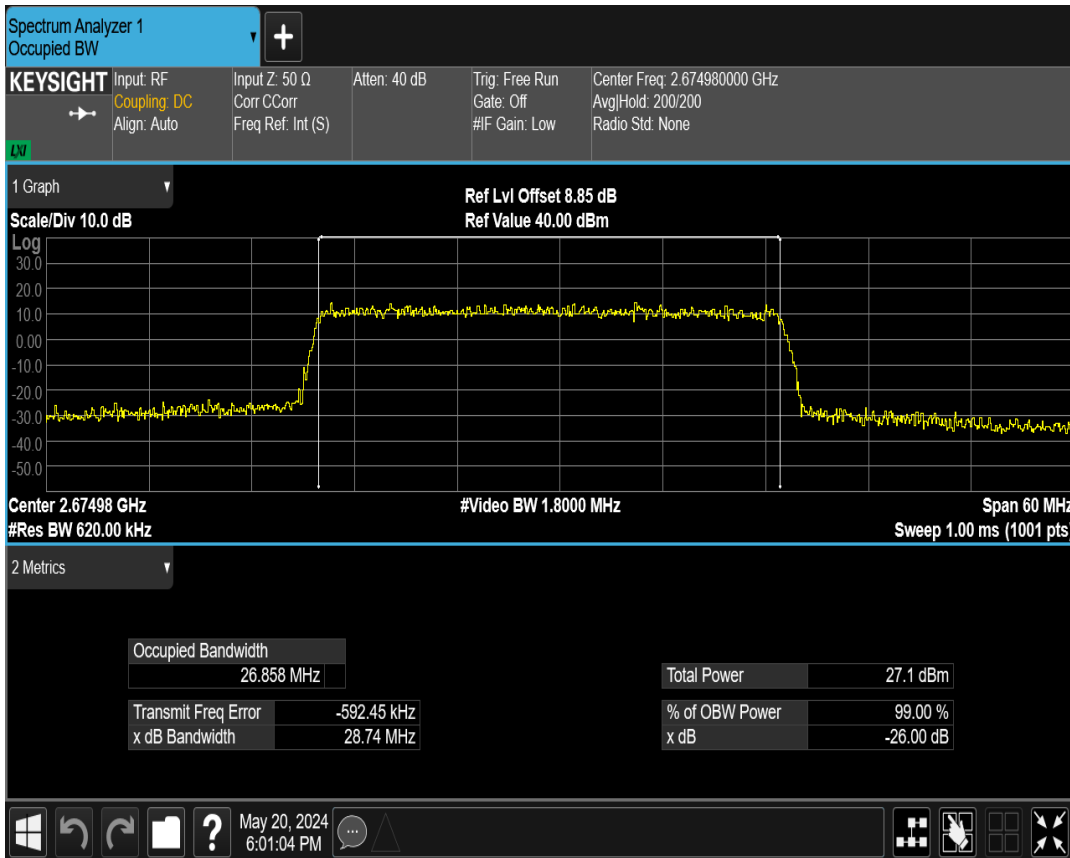 Spectrum Analyzer 1
Occupied BW
+
KEYSIGHT
Input: RF
Coupling: DC
Align: Auto
Input Z: 50 Ω
Corr CCorr
Freq Ref: Int (S)
Atten: 40 dB
Trig: Free Run
Gate: Off
#IF Gain: Low
Center Freq: 2.674980000 GHz
Avg|Hold: 200/200
Radio Std: None
LXI
1 Graph
Scale/Div 10.0 dB
Ref Lvl Offset 8.85 dB
Ref Value 40.00 dBm
Log
30.0
20.0
10.0
0.00
-10.0
-20.0
-30.0
-40.0
-50.0
Center 2.67498 GHz
#Video BW 1.8000 MHz
Span 60 MHz
#Res BW 620.00 kHz
Sweep 1.00 ms (1001 pts)
2 Metrics
Occupied Bandwidth
26.858 MHz
Total Power 27.1 dBm
Transmit Freq Error -592.45 kHz
% of OBW Power 99.00 %
x dB Bandwidth 28.74 MHz
x dB -26.00 dB
?
May 20, 2024
6:01:04 PM